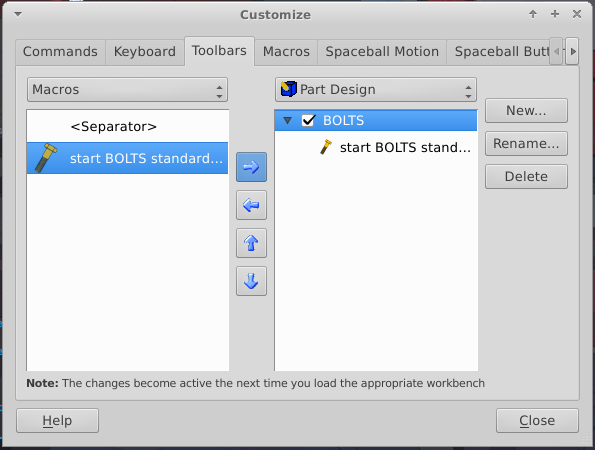 Customize
Commands
Keyboard
Toolbars
Macros
Spaceball Motion
Spaceball
Macros
Part Design
<Separator>
start BOLTS standard...
BOLTS
start BOLTS stand...
New...
Rename...
Delete
Note: The changes become active the next time you load the appropriate workbench
Help
Close